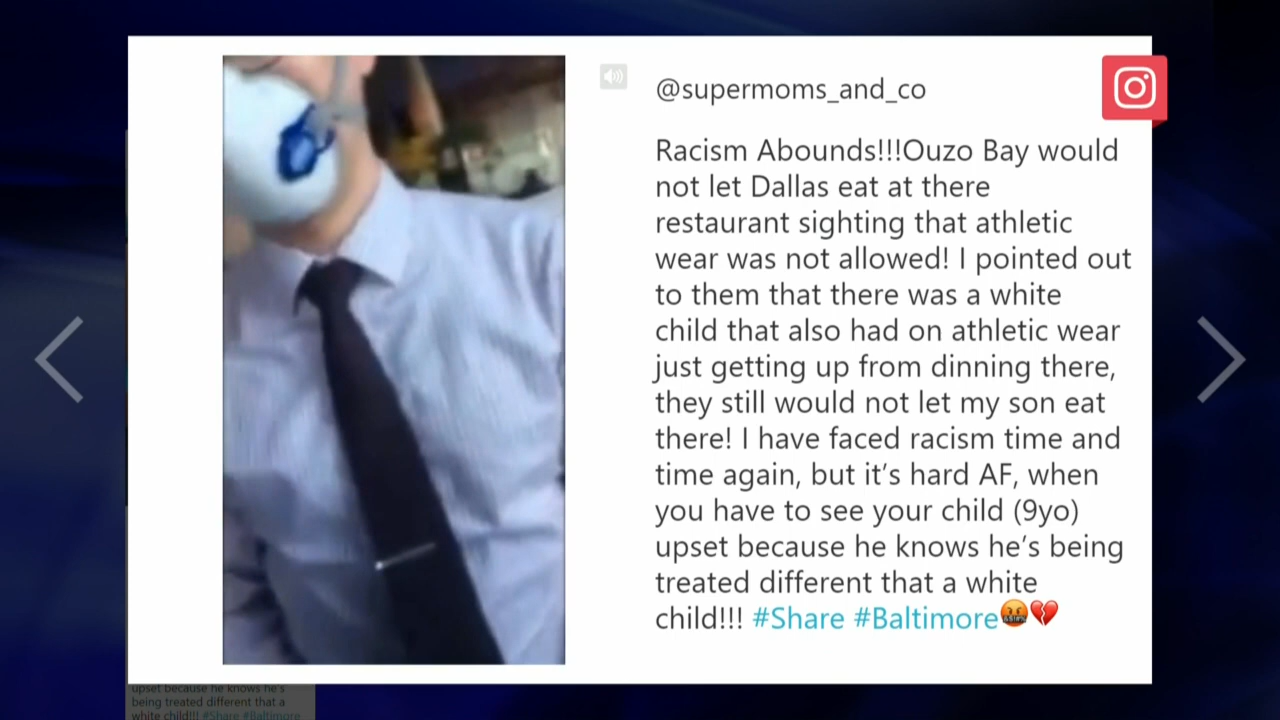 @supermoms_and_co
Racism Abounds!!!Ouzo Bay would
not let Dallas eat at there
restaurant sighting that athletic
wear was not allowed! I pointed out
to them that there was a white
child that also had on athletic wear
just getting up from dinning there,
they still would not let my son eat
there! I have faced racism time and
time again, but it’s hard AF, when
you have to see your child (9yo)
upset because he knows he’s being
treated different that a white
child!!! #Share #Baltimore🤬💔
upset because he knows he's
being treated different that a
white child!!! #Share #Baltimore